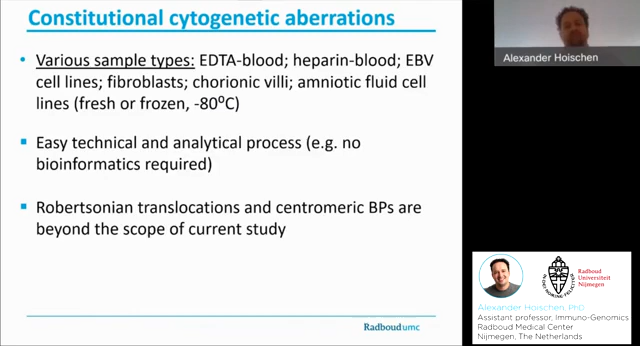 Constitutional cytogenetic aberrations
• Various sample types: EDTA-blood; heparin-blood; EBV
cell lines; fibroblasts; chorionic villi; amniotic fluid cell
lines (fresh or frozen, -80⁰C)
▪ Easy technical and analytical process (e.g. no
bioinformatics required)
▪ Robertsonian translocations and centromeric BPs are
beyond the scope of current study
Radboudumc
Alexander Hoischen
Radboud
Universiteit
Nijmegen
Alexander Hoischen, PhD
Assistant professor, Immuno-Genomics
Radboud Medical Center
Nijmegen, The Netherlands